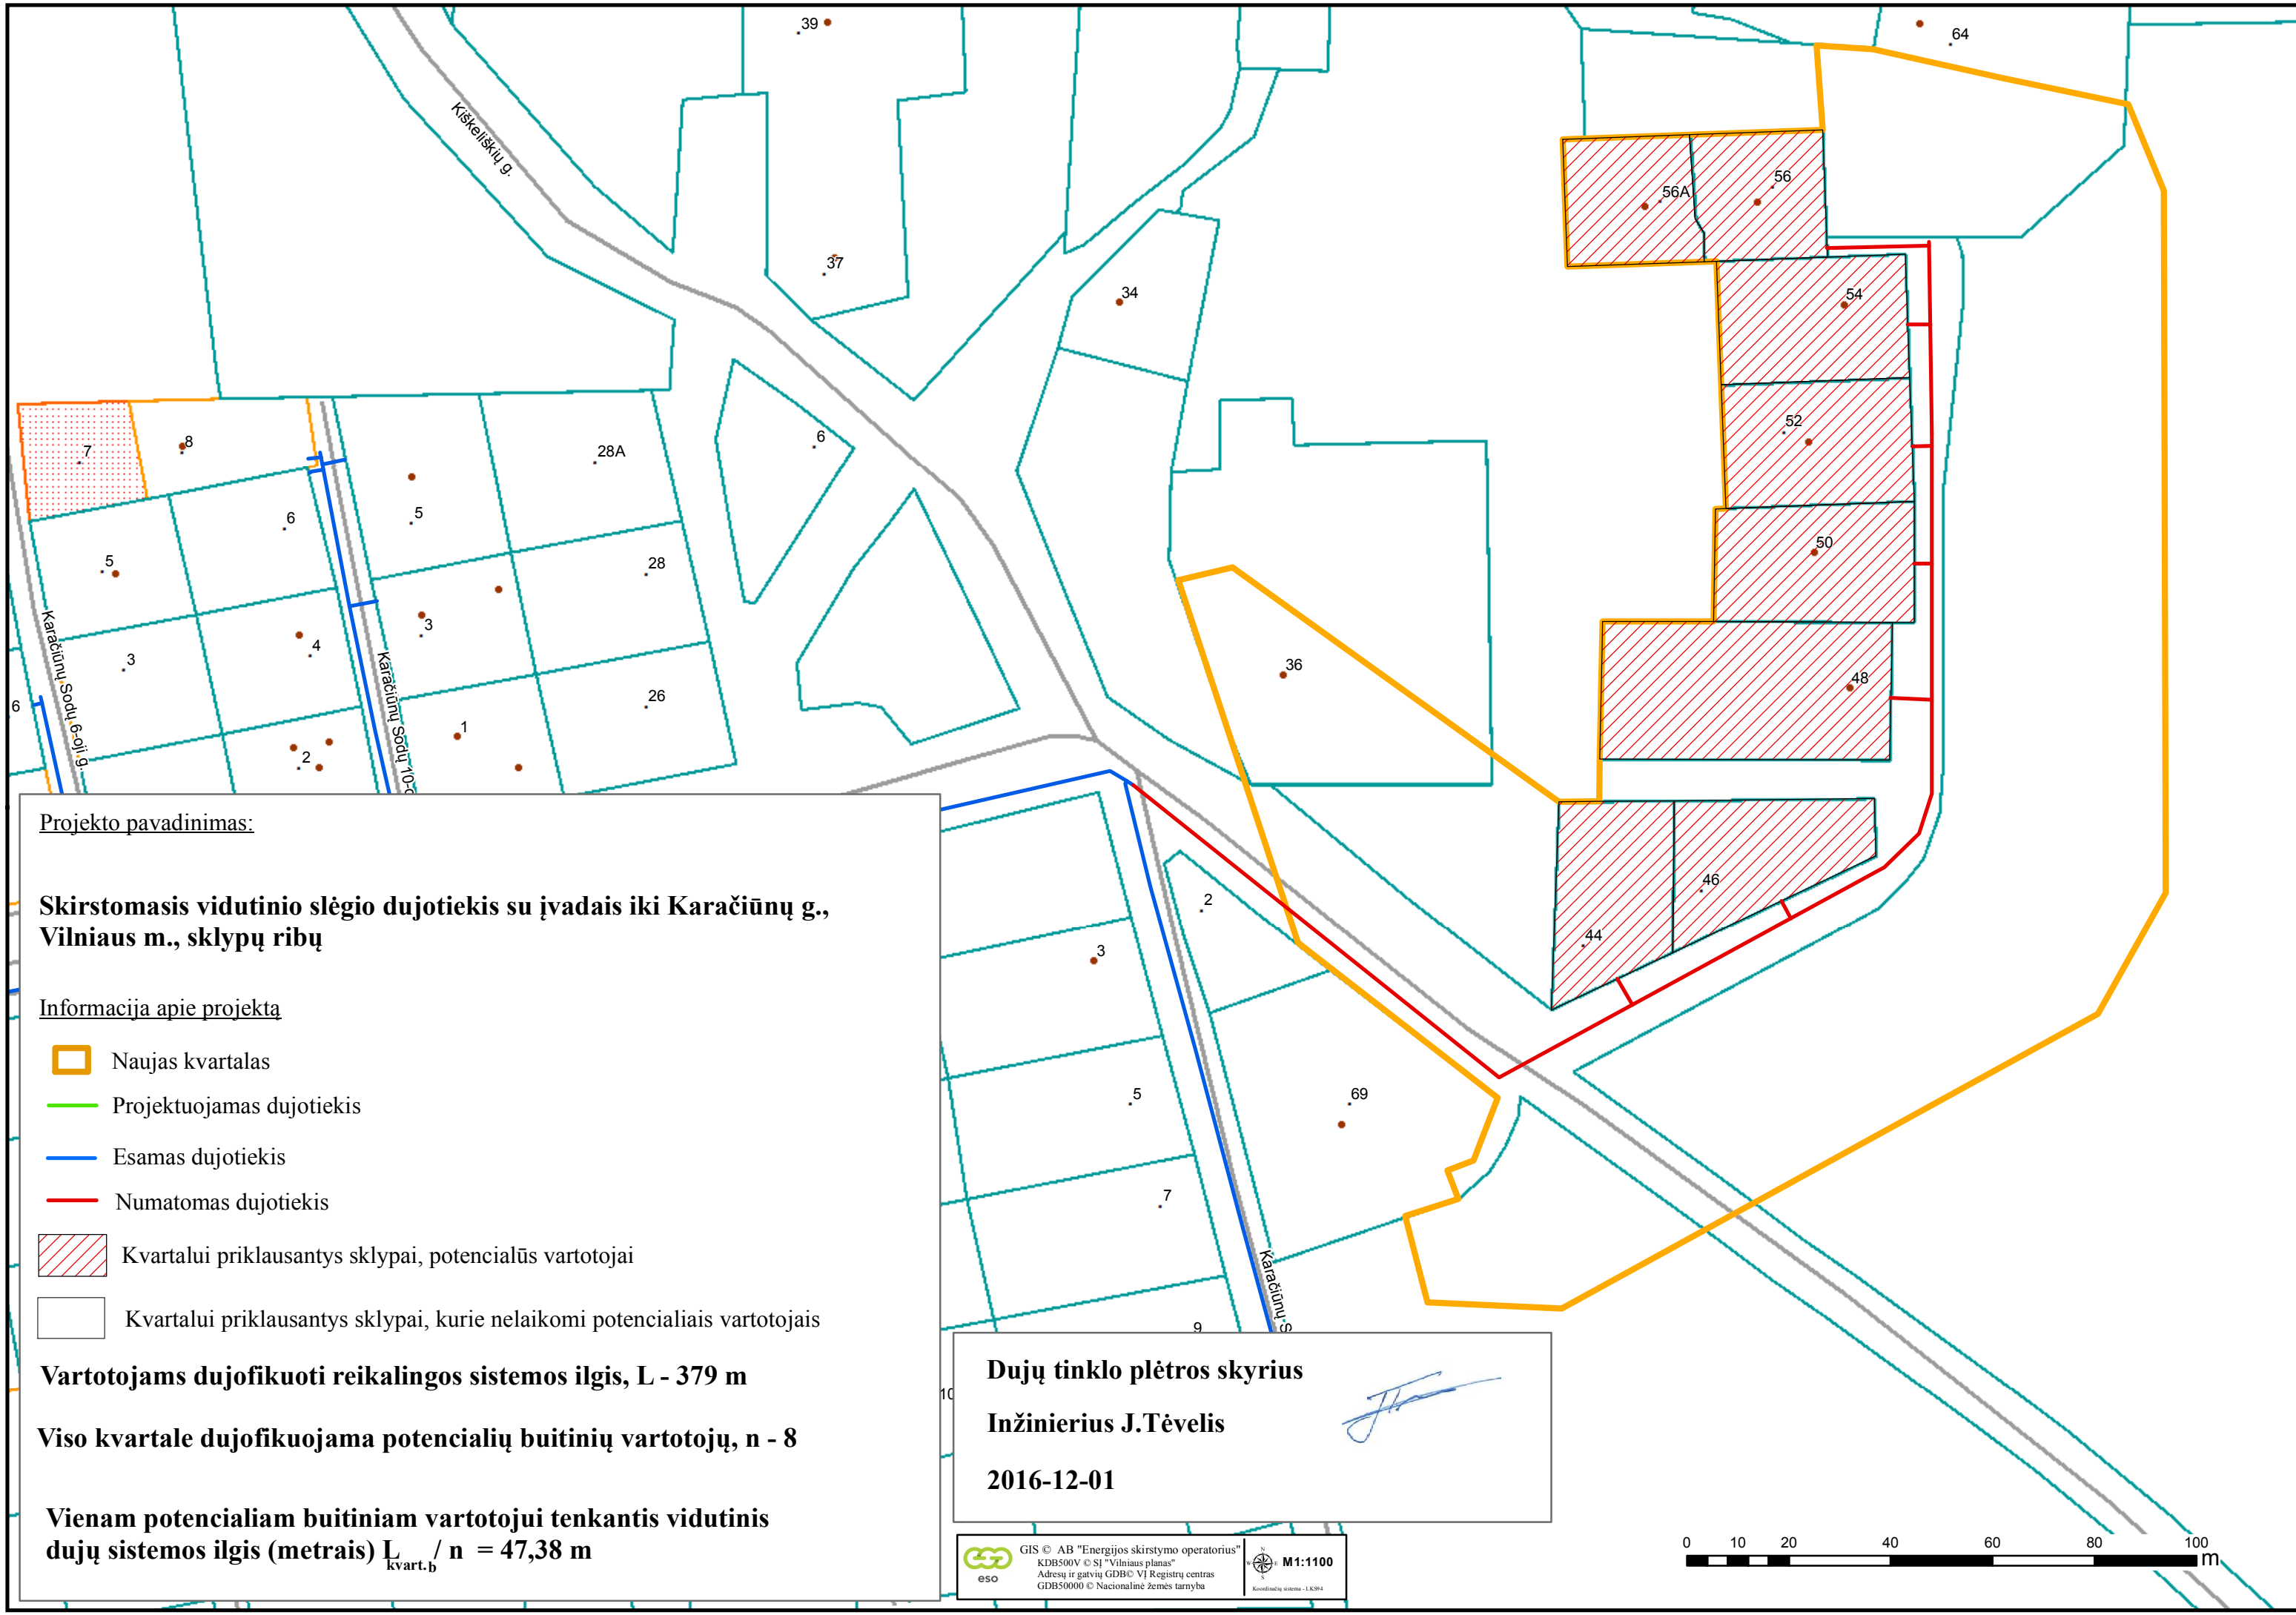 39
64
Kiškeliškių g.
56A
56
37
34
54
7
8
6
28A
52
6
5
5
28
50
Karačiūnų Sodų 6-oji g.
3
4
3
Karačiūnų Sodų 10-o
36
48
6
26
2
1
46
44
2
3
5
69
7
Karačiūnų S
9
10
Projekto pavadinimas:
Skirstomasis vidutinio slėgio dujotiekis su įvadais iki Karačiūnų g.,
Vilniaus m., sklypų ribų
Informacija apie projektą
Naujas kvartalas
Projektuojamas dujotiekis
Esamas dujotiekis
Numatomas dujotiekis
Kvartalui priklausantys sklypai, potencialūs vartotojai
Kvartalui priklausantys sklypai, kurie nelaikomi potencialiais vartotojais
Vartotojams dujofikuoti reikalingos sistemos ilgis, L - 379 m
Viso kvartale dujofikuojama potencialių buitinių vartotojų, n - 8
Vienam potencialiam buitiniam vartotojui tenkantis vidutinis
dujų sistemos ilgis (metrais) L kvart.b / n = 47,38 m
Dujų tinklo plėtros skyrius
Inžinierius J.Tėvelis
2016-12-01
eso
GIS © AB "Energijos skirstymo operatorius"
KDB500V © SĮ "Vilniaus planas"
Adresų ir gatvių GDB© VĮ Registrų centras
GDB50000 © Nacionalinė žemės tarnyba
N
W
E
S
M1:1100
Koordinačių sistema - LKS94
0 10 20 40 60 80 100
m